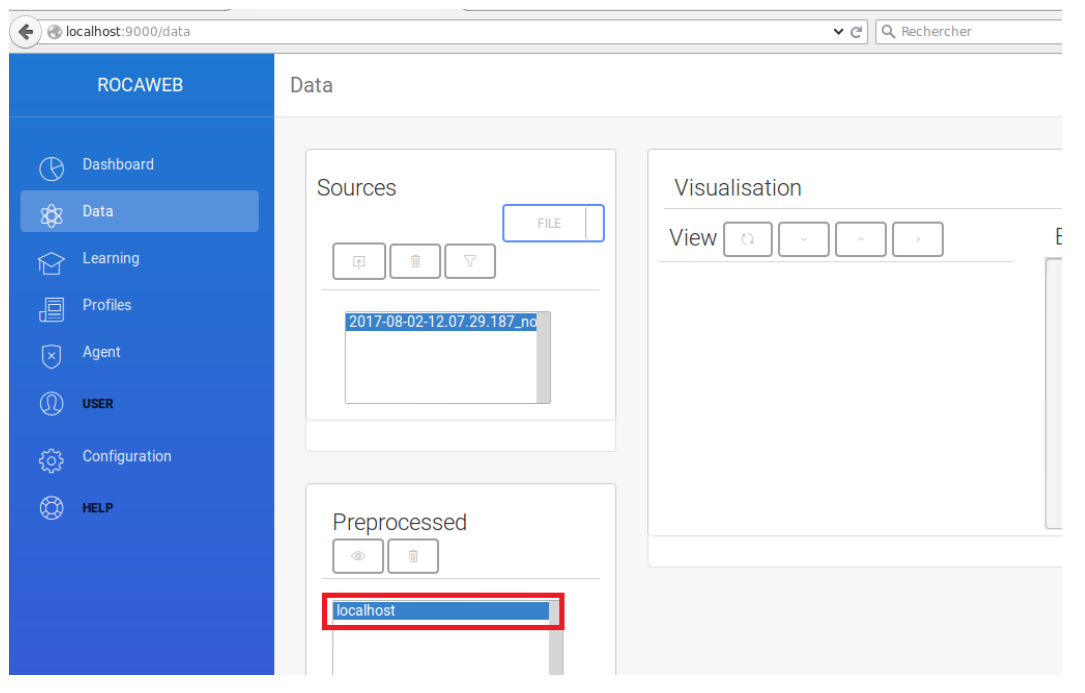 localhost:9000/data
Rechercher
ROCAWEB
Data
Dashboard
Data
Learning
Profiles
Agent
USER
Configuration
HELP
Sources
FILE
2017-08-02-12.07.29.187_no
Preprocessed
localhost
Visualisation
View